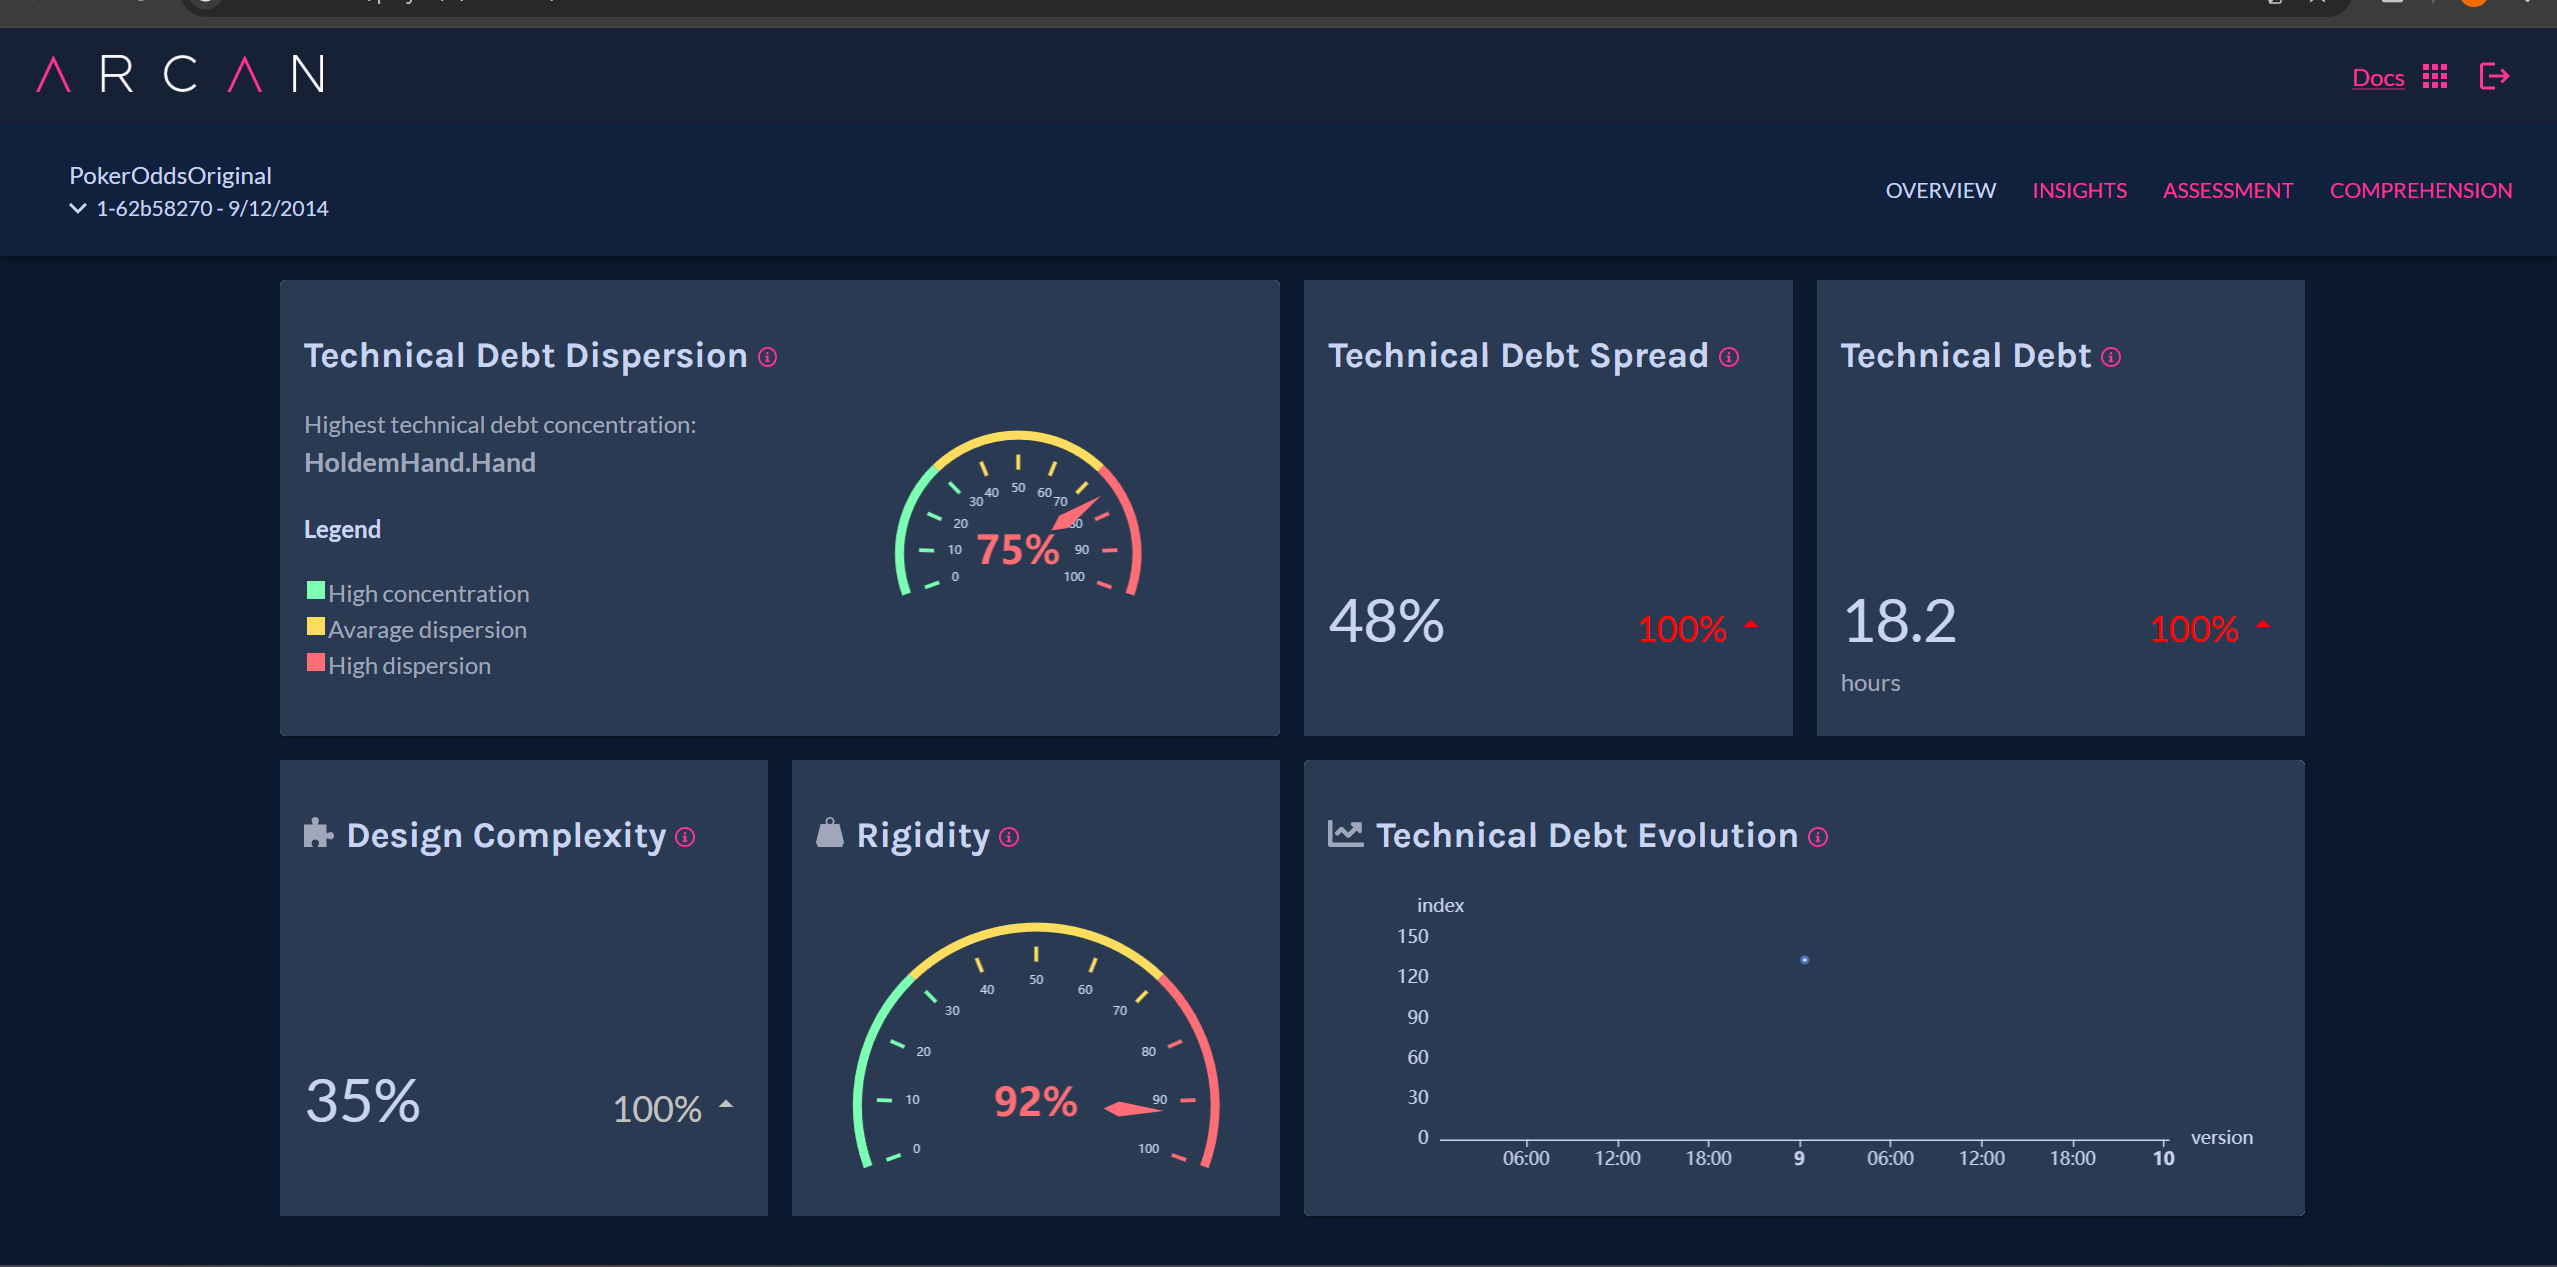 ARCAN
Docs
PokerOddsOriginal
1-62b58270 - 9/12/2014
OVERVIEW INSIGHTS ASSESSMENT COMPREHENSION
Technical Debt Dispersion
Highest technical debt concentration:
HoldemHand.Hand
Legend
High concentration
Avarage dispersion
High dispersion
0 10 20 30 40 50 60 70 80 90 100
75%
Technical Debt Spread
48% 100%
Technical Debt
18.2 100%
hours
Design Complexity
35% 100%
Rigidity
0 10 20 30 40 50 60 70 80 90 100
92%
Technical Debt Evolution
index
150
120
90
60
30
0
version
06:00 12:00 18:00 9 06:00 12:00 18:00 10